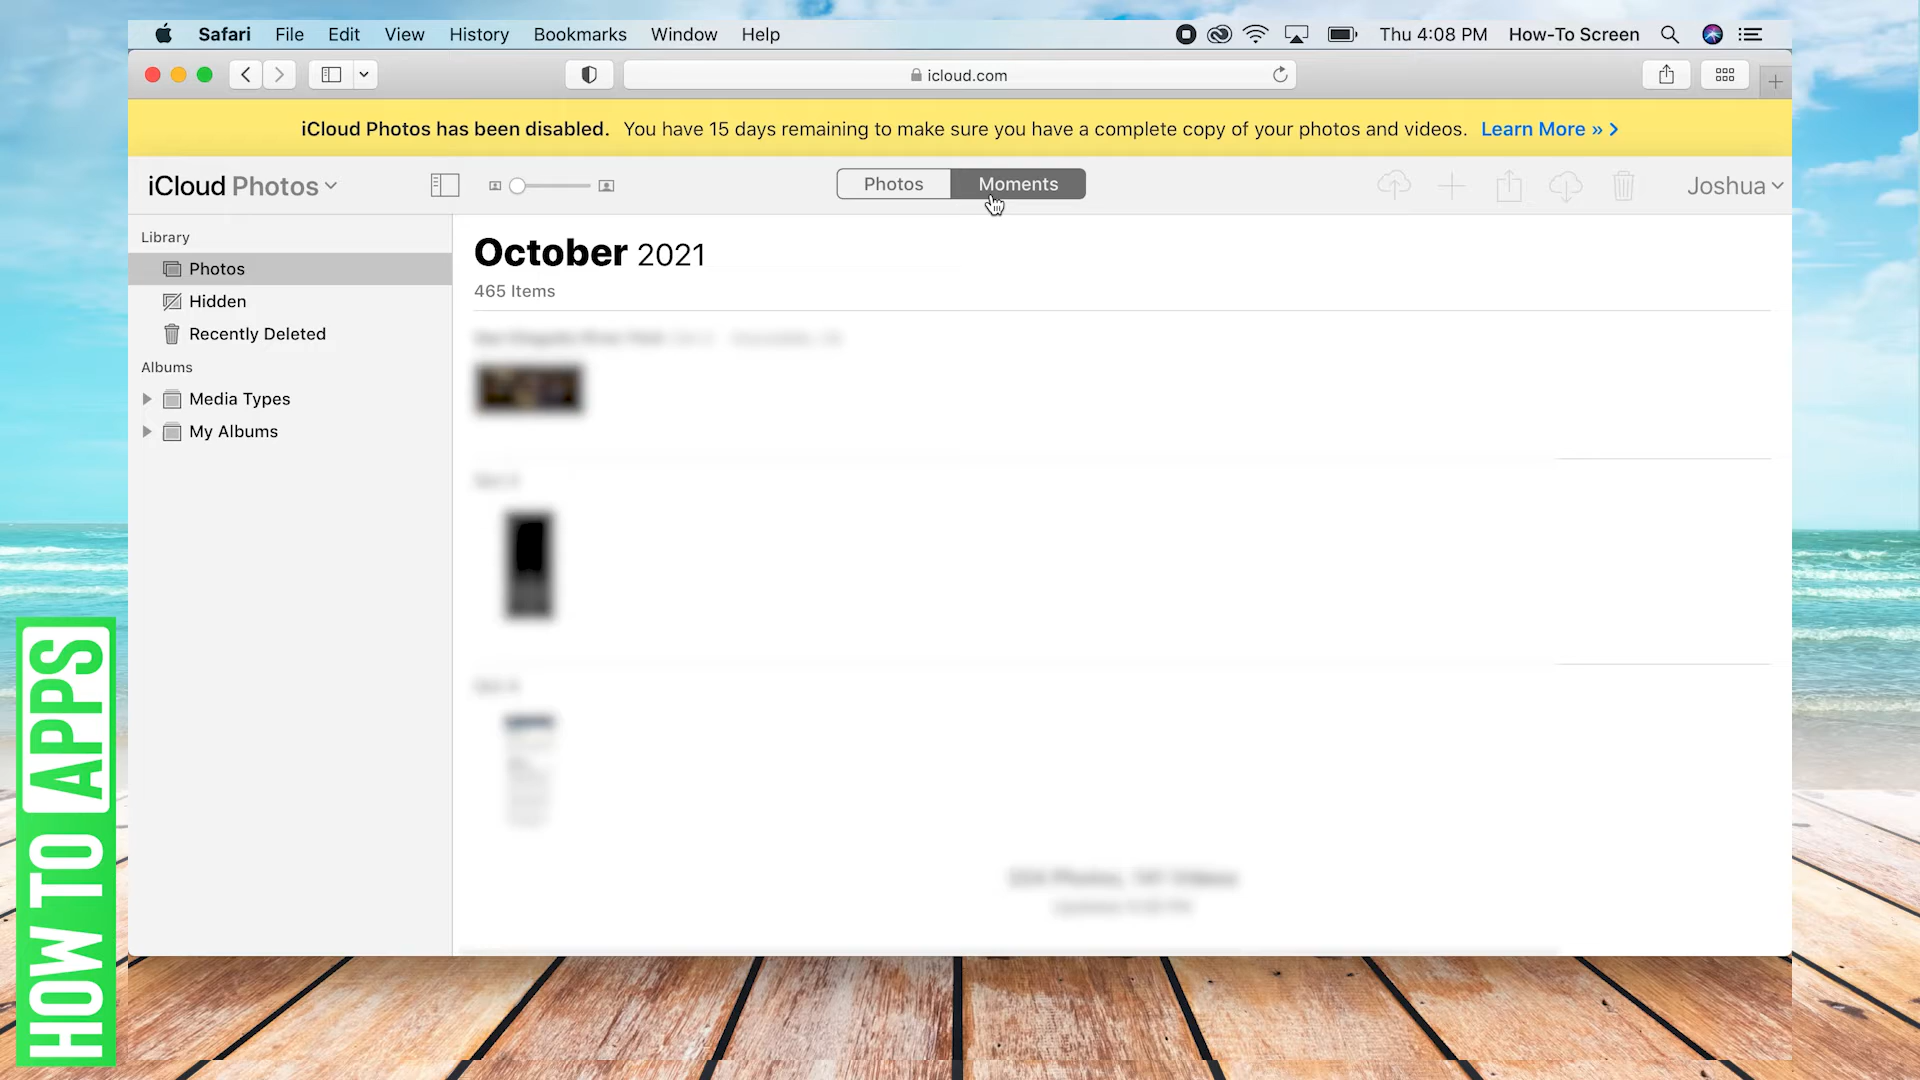 Safari File Edit View History Bookmarks Window Help Thu 4:08 PM How-To Screen
icloud.com
iCloud Photos has been disabled. You have 15 days remaining to make sure you have a complete copy of your photos and videos. Learn More » >
iCloud Photos Photos Moments Joshua
Library
Photos
Hidden
Recently Deleted
Albums
Media Types
My Albums
October 2021
465 Items
HOW TO APPS